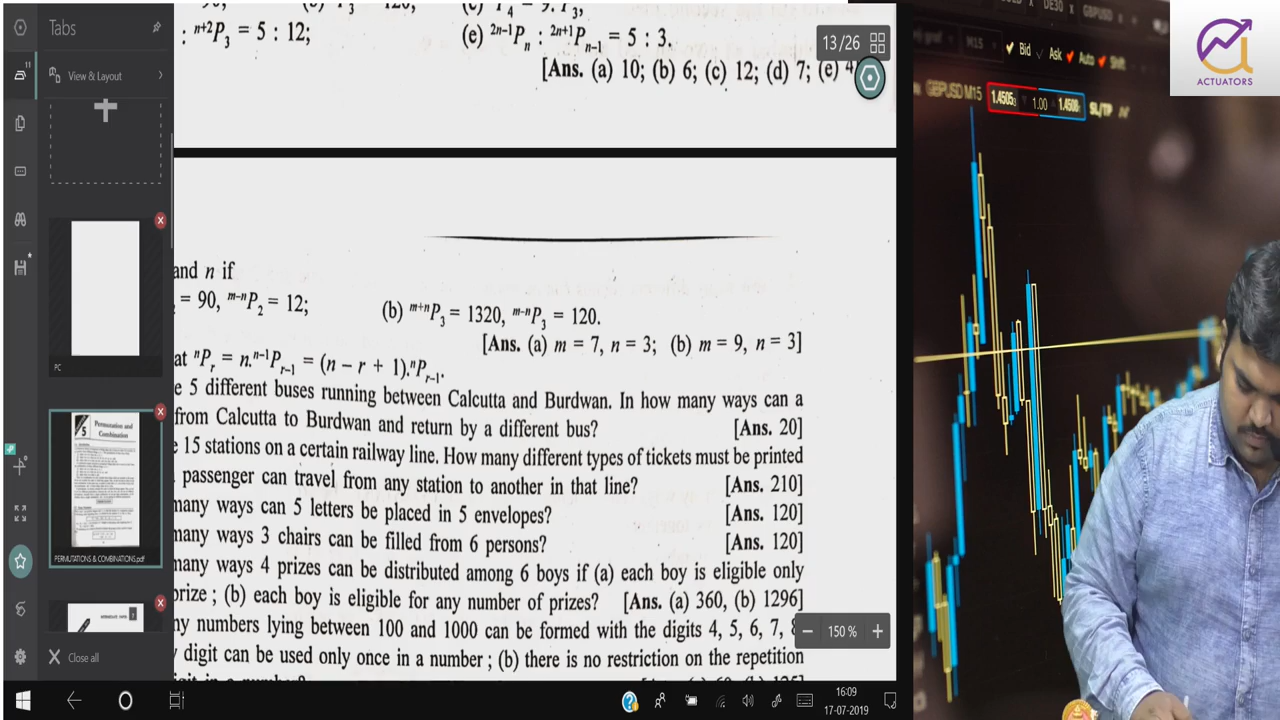 Tabs
View & Layout
PC
PERMUTATIONS & COMBINATIONS.pdf
Close all
: ⁿ⁺²P₃ = 5 : 12;
(e) ²ⁿ⁻¹Pₙ : ²ⁿ⁺¹Pₙ₋₁ = 5 : 3.
13/26
[Ans. (a) 10; (b) 6; (c) 12; (d) 7; (e) 4
and n if
= 90, ᵐ⁻ⁿP₂ = 12;
(b) ᵐ⁺ⁿP₃ = 1320, ᵐ⁻ⁿP₃ = 120.
[Ans. (a) m = 7, n = 3; (b) m = 9, n = 3]
at ⁿPᵣ = n.ⁿ⁻¹Pᵣ₋₁ = (n − r + 1).ⁿPᵣ₋₁.
e 5 different buses running between Calcutta and Burdwan. In how many ways can a
from Calcutta to Burdwan and return by a different bus? [Ans. 20]
e 15 stations on a certain railway line. How many different types of tickets must be printed
passenger can travel from any station to another in that line? [Ans. 210]
many ways can 5 letters be placed in 5 envelopes? [Ans. 120]
many ways 3 chairs can be filled from 6 persons? [Ans. 120]
many ways 4 prizes can be distributed among 6 boys if (a) each boy is eligible only
prize ; (b) each boy is eligible for any number of prizes? [Ans. (a) 360, (b) 1296]
ny numbers lying between 100 and 1000 can be formed with the digits 4, 5, 6, 7,
digit can be used only once in a number ; (b) there is no restriction on the repetition
150 %
16:09
17-07-2019
DE30
GBPUSD
M15
Bid
Ask
Auto
Shift
GBPUSD M15
1.4505
1.00
1.4508
SL/TP
ACTUATORS